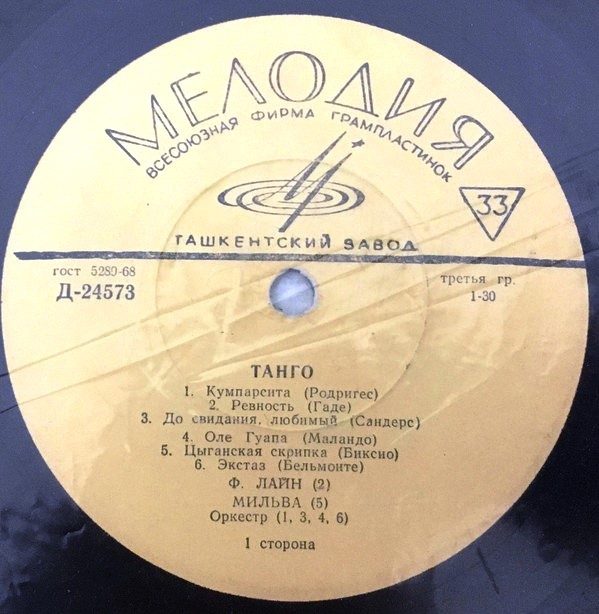 МЕЛОДИЯ
ВСЕСОЮЗНАЯ ФИРМА ГРАМПЛАСТИНОК
33
ТАШКЕНТСКИЙ ЗАВОД
гост 5289-68
Д-24573
третья гр.
1-30
ТАНГО
1. Кумпарсита (Родригес)
2. Ревность (Гаде)
3. До свидания, любимый (Сандерс)
4. Оле Гуапа (Маландо)
5. Цыганская скрипка (Биксио)
6. Экстаз (Бельмонте)
Ф. ЛАЙН (2)
МИЛЬВА (5)
Оркестр (1, 3, 4, 6)
1 сторона